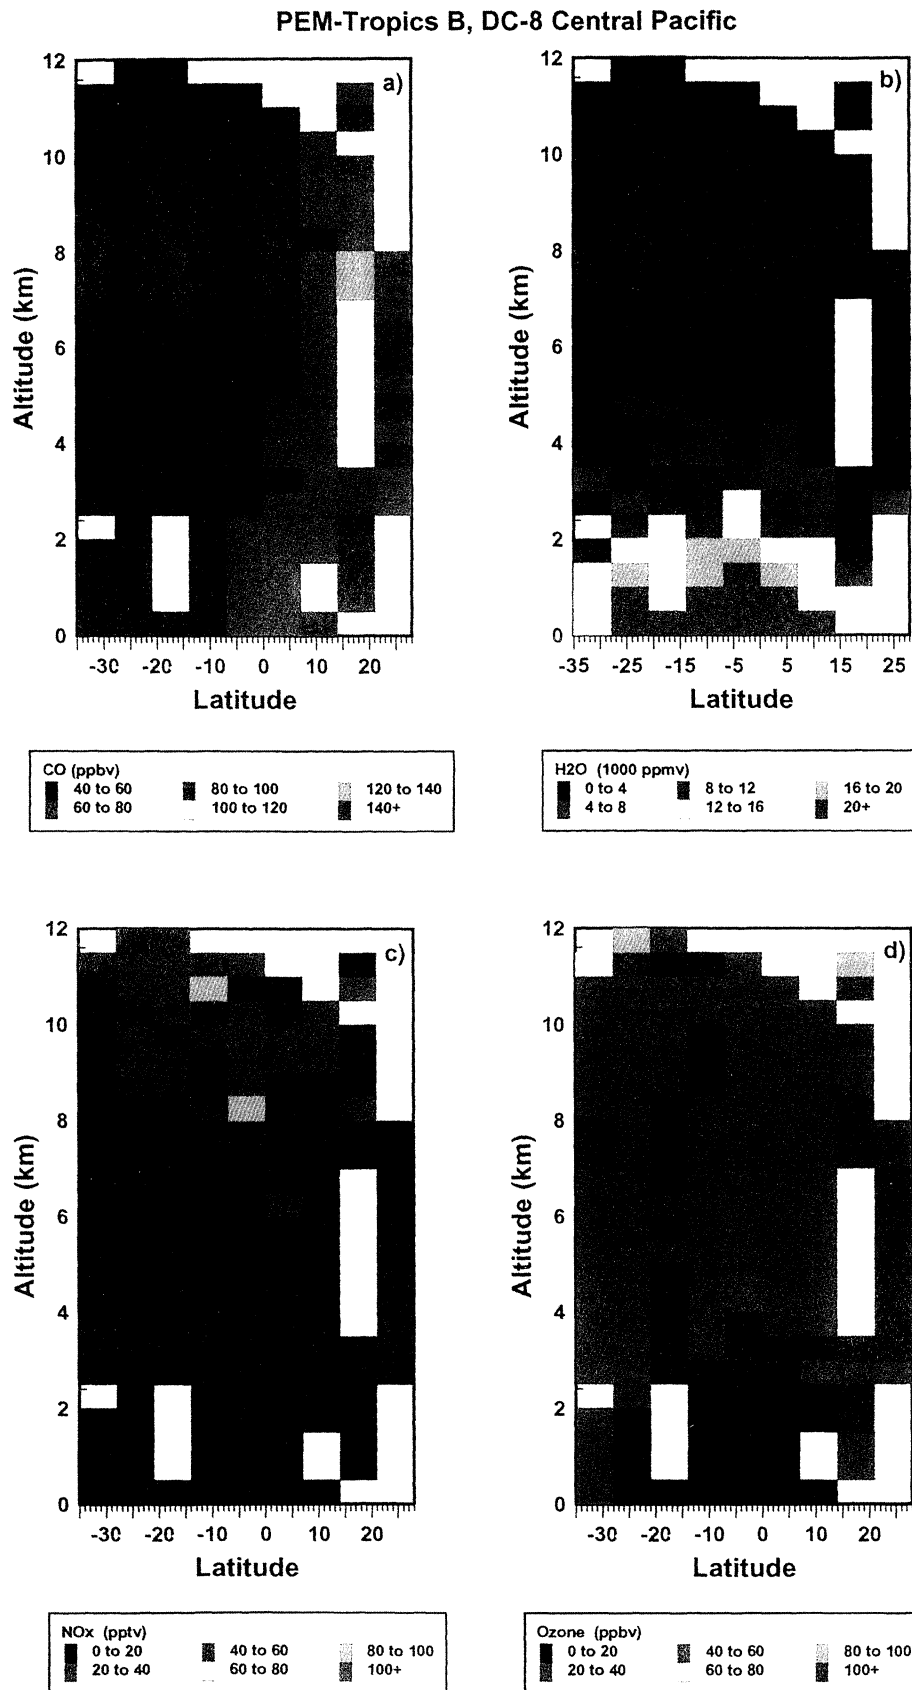 PEM-Tropics B, DC-8 Central Pacific
a)
12
10
8
6
4
2
0
Altitude (km)
-30 -20 -10 0 10 20
Latitude
CO (ppbv)
40 to 60 80 to 100 120 to 140
60 to 80 100 to 120 140+
b)
12
10
8
6
4
2
0
Altitude (km)
-35 -25 -15 -5 5 15 25
Latitude
H2O (1000 ppmv)
0 to 4 8 to 12 16 to 20
4 to 8 12 to 16 20+
c)
12
10
8
6
4
2
0
Altitude (km)
-30 -20 -10 0 10 20
Latitude
NOx (pptv)
0 to 20 40 to 60 80 to 100
20 to 40 60 to 80 100+
d)
12
10
8
6
4
2
0
Altitude (km)
-30 -20 -10 0 10 20
Latitude
Ozone (ppbv)
0 to 20 40 to 60 80 to 100
20 to 40 60 to 80 100+